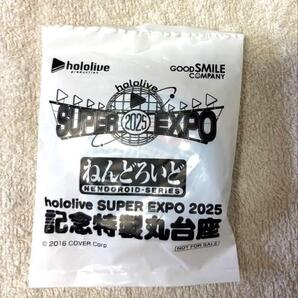 hololive
production
GOOD SMILE
COMPANY
hololive
SUPER EXPO
2025
ねんどろいど
NENDOROID-SERIES
hololive SUPER EXPO 2025
記念特製丸台座
© 2016 COVER Corp.
NOT FOR SALE